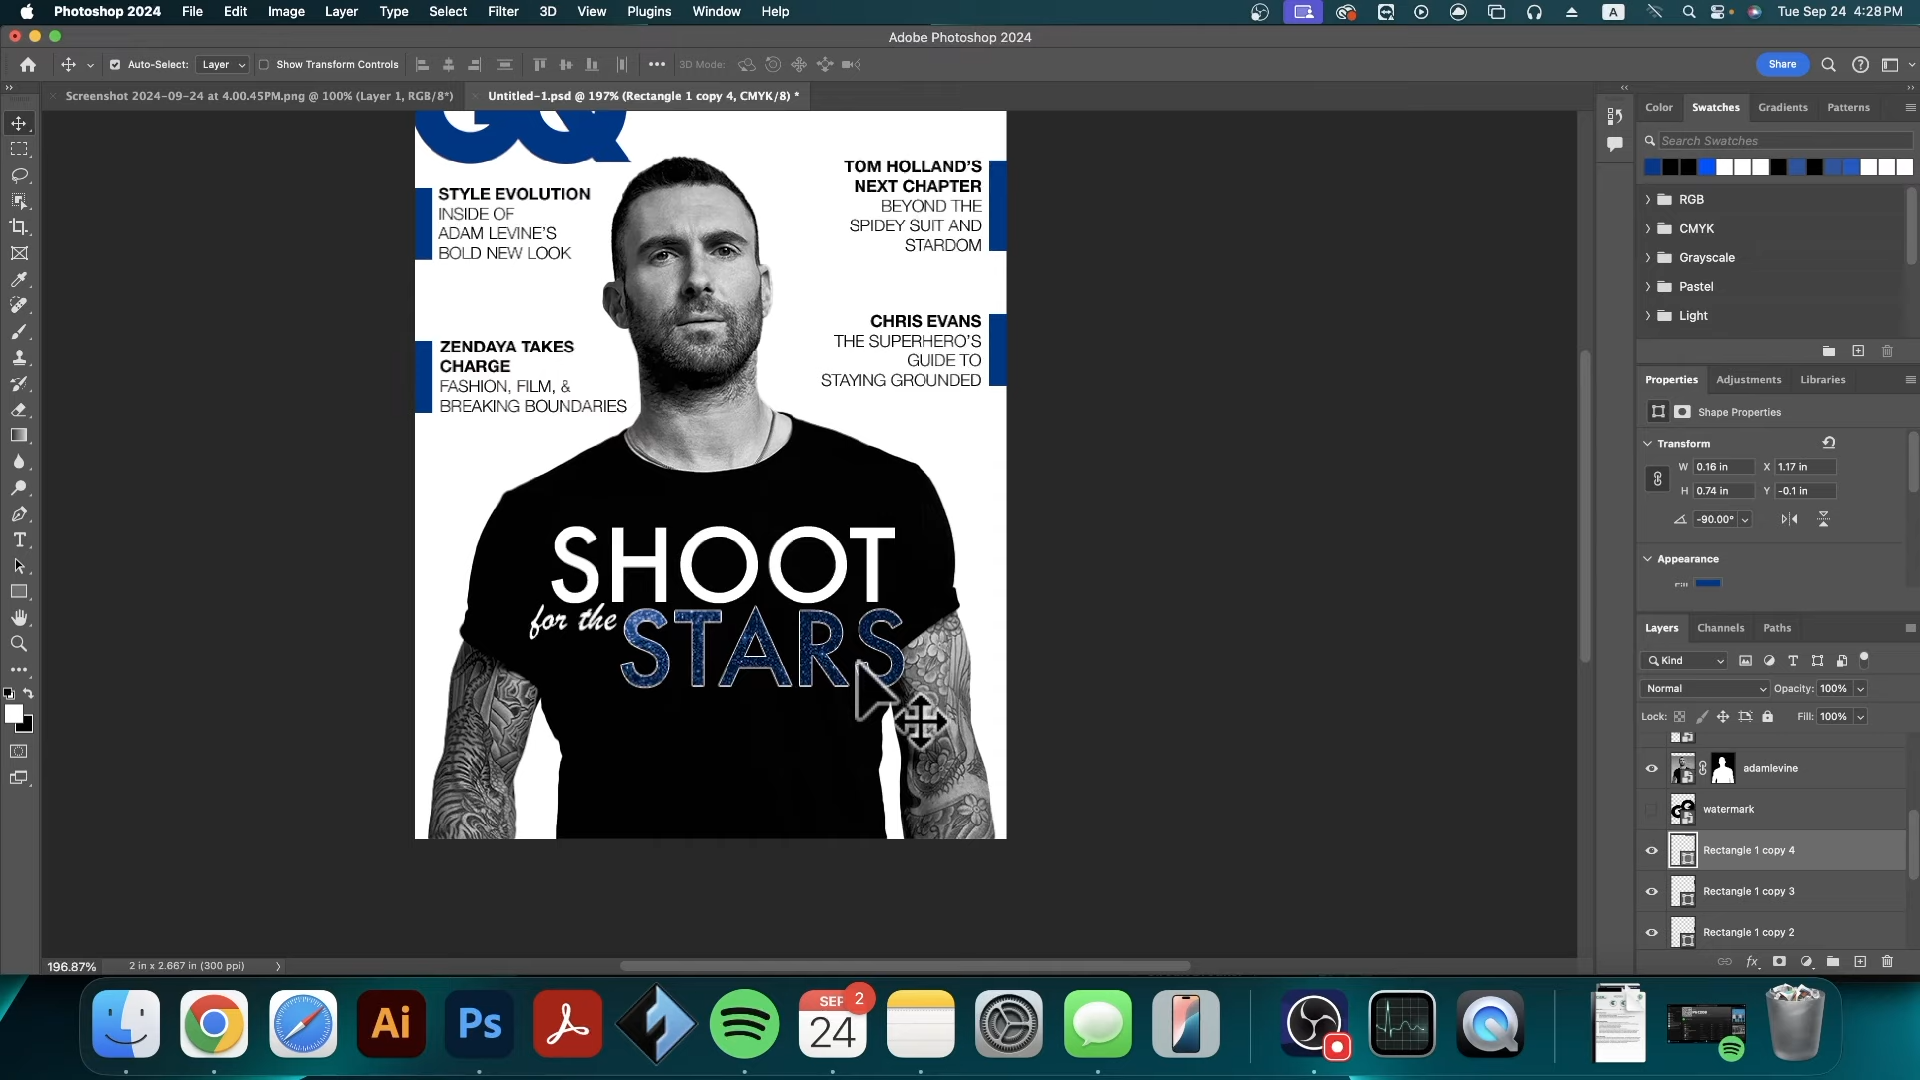 Photoshop 2024 File Edit Image Layer Type Select Filter 3D View Plugins Window Help A Tue Sep 24 4:28 PM
Adobe Photoshop 2024
Auto-Select: Layer Show Transform Controls 3D Mode: Share
Screenshot 2024-09-24 at 4.00.45PM.png @ 100% (Layer 1, RGB/8*) Untitled-1.psd @ 197% (Rectangle 1 copy 4, CMYK/8) *
GQ
STYLE EVOLUTION
INSIDE OF
ADAM LEVINE'S
BOLD NEW LOOK
ZENDAYA TAKES
CHARGE
FASHION, FILM, &
BREAKING BOUNDARIES
TOM HOLLAND'S
NEXT CHAPTER
BEYOND THE
SPIDEY SUIT AND
STARDOM
CHRIS EVANS
THE SUPERHERO'S
GUIDE TO
STAYING GROUNDED
SHOOT
for the STARS
Color Swatches Gradients Patterns
Search Swatches
RGB
CMYK
Grayscale
Pastel
Light
Properties Adjustments Libraries
Shape Properties
Transform
W 0.16 in X 1.17 in
H 0.74 in Y -0.1 in
-90.00°
Appearance
Layers Channels Paths
Kind
Normal Opacity: 100%
Lock: Fill: 100%
adamlevine
watermark
Rectangle 1 copy 4
Rectangle 1 copy 3
Rectangle 1 copy 2
fx
196.87% 2 in x 2.667 in (300 ppi)
Ai Ps SEP 2
24